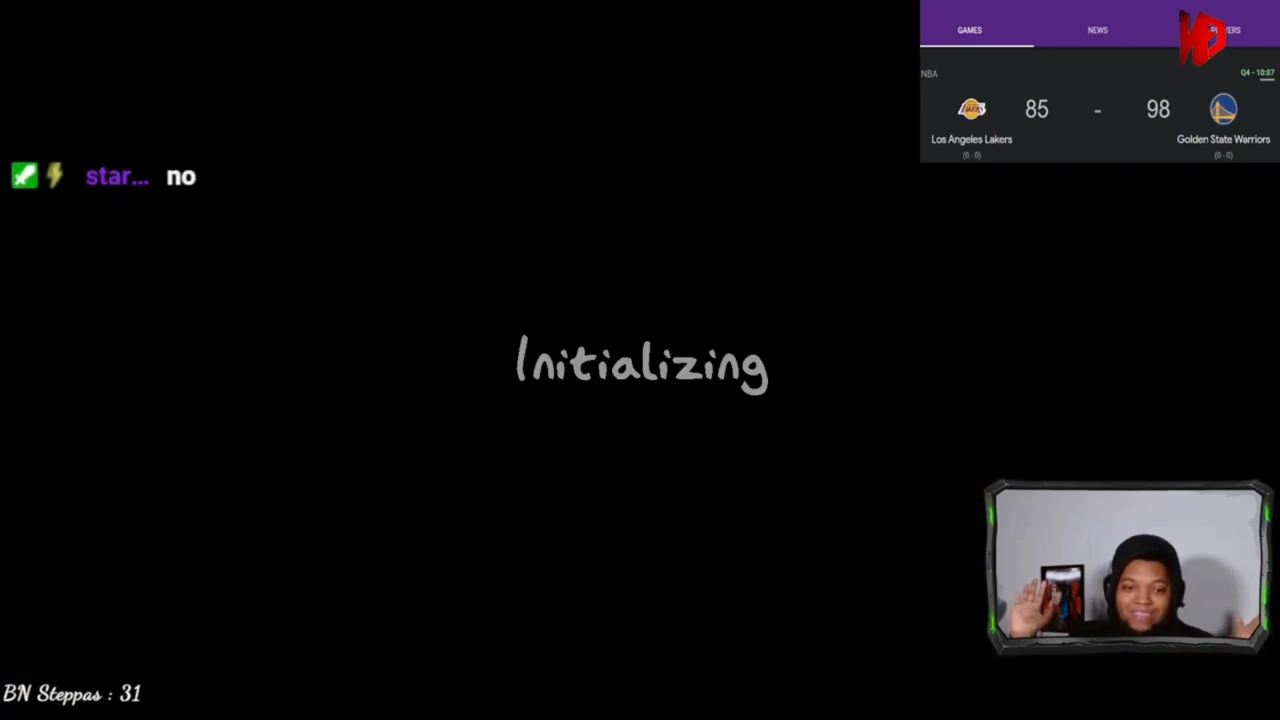 GAMES NEWS
NBA Q4 - 10:07
85 - 98
Los Angeles Lakers Golden State Warriors
(0 - 0) (0 - 0)
star... no
Initializing
BN Steppas : 31